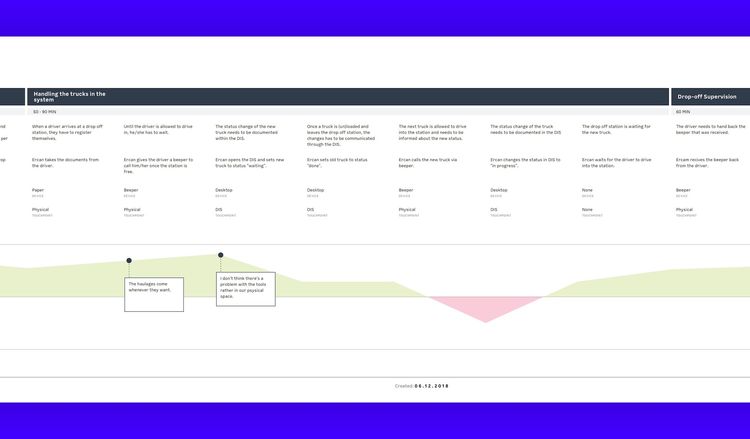 Handling the trucks in the
system
Drop-off Supervision
60 - 90 MIN
60 MIN
nd
per
When a driver arrives at a drop off
station, they have to register
themselves.
Until the driver is allowed to drive
in, he/she has to wait.
The status change of the new
truck needs to be documented
within the DIS.
Once a truck is (un)loaded and
leaves the drop off station, the
changes has to be communicated
through the DIS.
The next truck is allowed to drive
into the station and needs to be
informed about the new status.
The status change of the truck
needs to be documented in the DIS
The drop off station is waiting for
the new truck.
The driver needs to hand back the
beeper that was received.
op
Ercan takes the documents from
the driver.
Ercan gives the driver a beeper to
call him/her once the station is
free.
Ercan opens the DIS and sets new
truck to status "waiting".
Ercan sets old truck to status
"done".
Ercan calls the new truck via
beeper.
Ercan changes the status in DIS to
"in progress".
Ercan waits for the driver to drive
into the station.
Ercam recives the beeper back
from the driver.
Paper
DEVICE
Beeper
DEVICE
Desktop
DEVICE
Desktop
DEVICE
Beeper
DEVICE
Desktop
DEVICE
None
DEVICE
Beeper
DEVICE
Physical
TOUCHPOINT
Physical
TOUCHPOINT
DIS
TOUCHPOINT
DIS
TOUCHPOINT
Physical
TOUCHPOINT
DIS
TOUCHPOINT
None
TOUCHPOINT
Physical
TOUCHPOINT
The haulages come
whenever they want.
I don't think there's a
problem with the tools
rather in our pysical
space.
Created: 06.12.2018